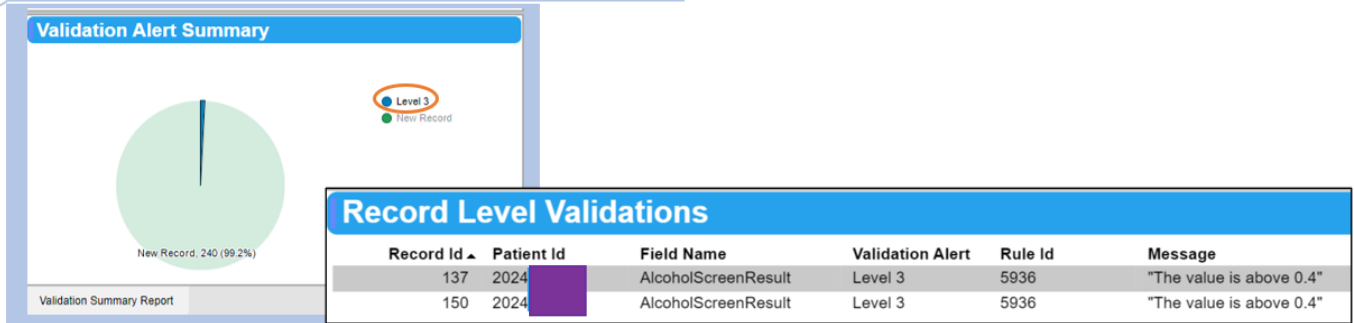 Validation Alert Summary
Level 3
New Record
New Record, 240 (99.2%)
Validation Summary Report
Record Level Validations
Record Id Patient Id Field Name Validation Alert Rule Id Message
137 2024 AlcoholScreenResult Level 3 5936 "The value is above 0.4"
150 2024 AlcoholScreenResult Level 3 5936 "The value is above 0.4"